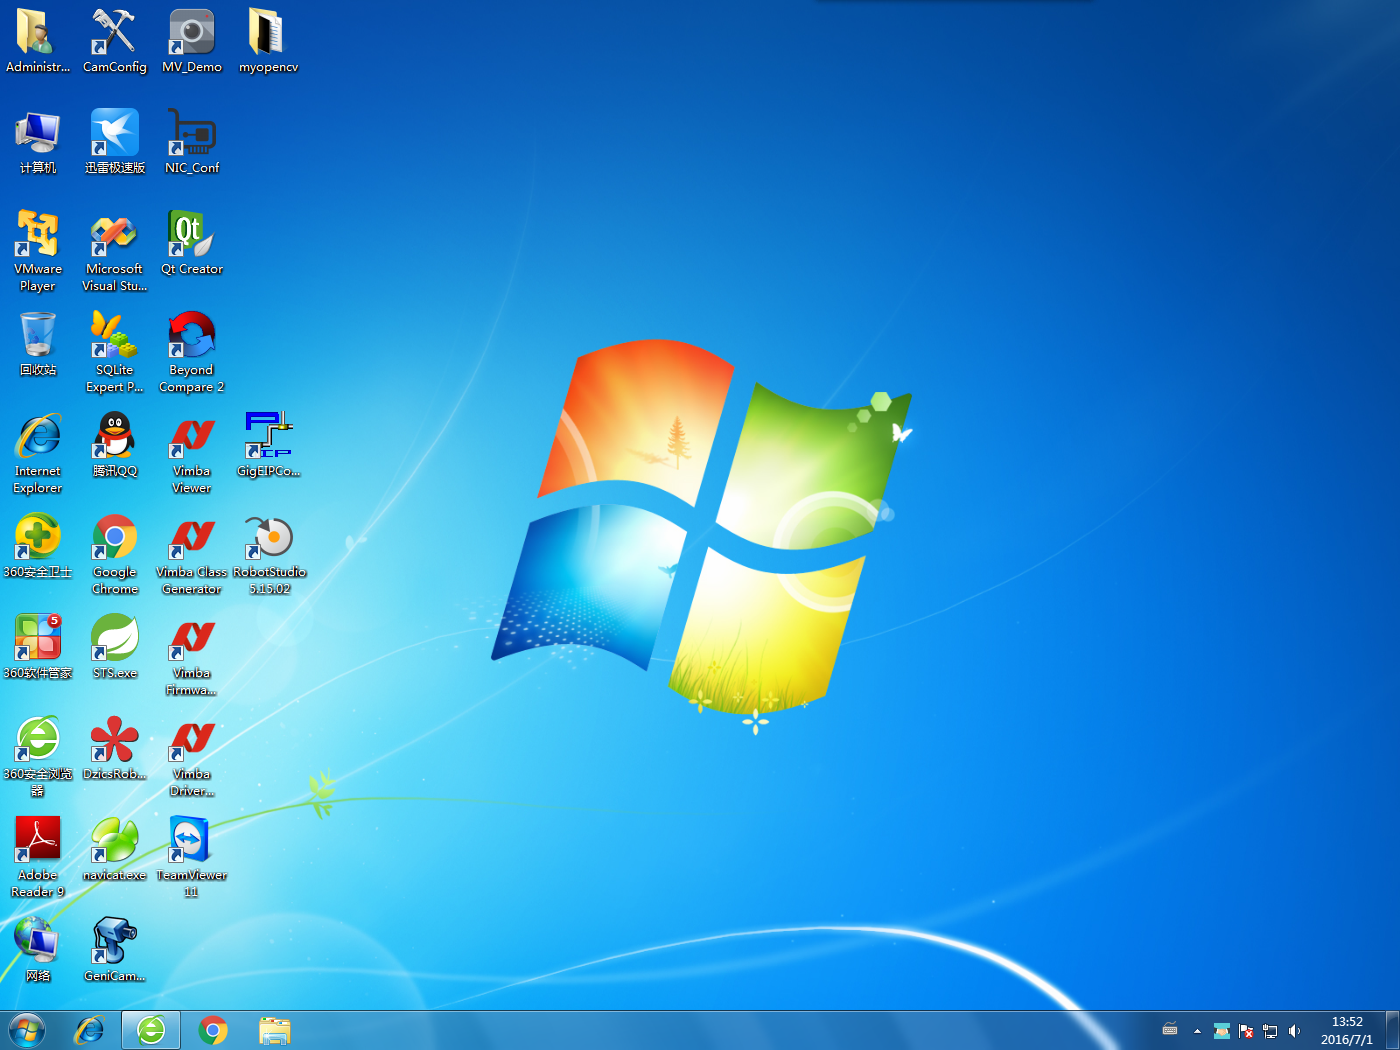 Administr...
CamConfig
MV_Demo
myopencv
计算机
迅雷极速版
NIC_Conf
VMware
Player
Microsoft
Visual Stu...
Qt
Qt Creator
回收站
SQLite
Expert P...
Beyond
Compare 2
Internet
Explorer
腾讯QQ
Vimba
Viewer
GigEIPCo...
360安全卫士
Google
Chrome
Vimba Class
Generator
RobotStudio
5.15.02
5
360软件管家
STS.exe
Vimba
Firmwa...
360安全浏览
器
DzicsRob...
Vimba
Driver...
Adobe
Reader 9
navicat.exe
TeamViewer
11
网络
GeniCam...
13:52
2016/7/1